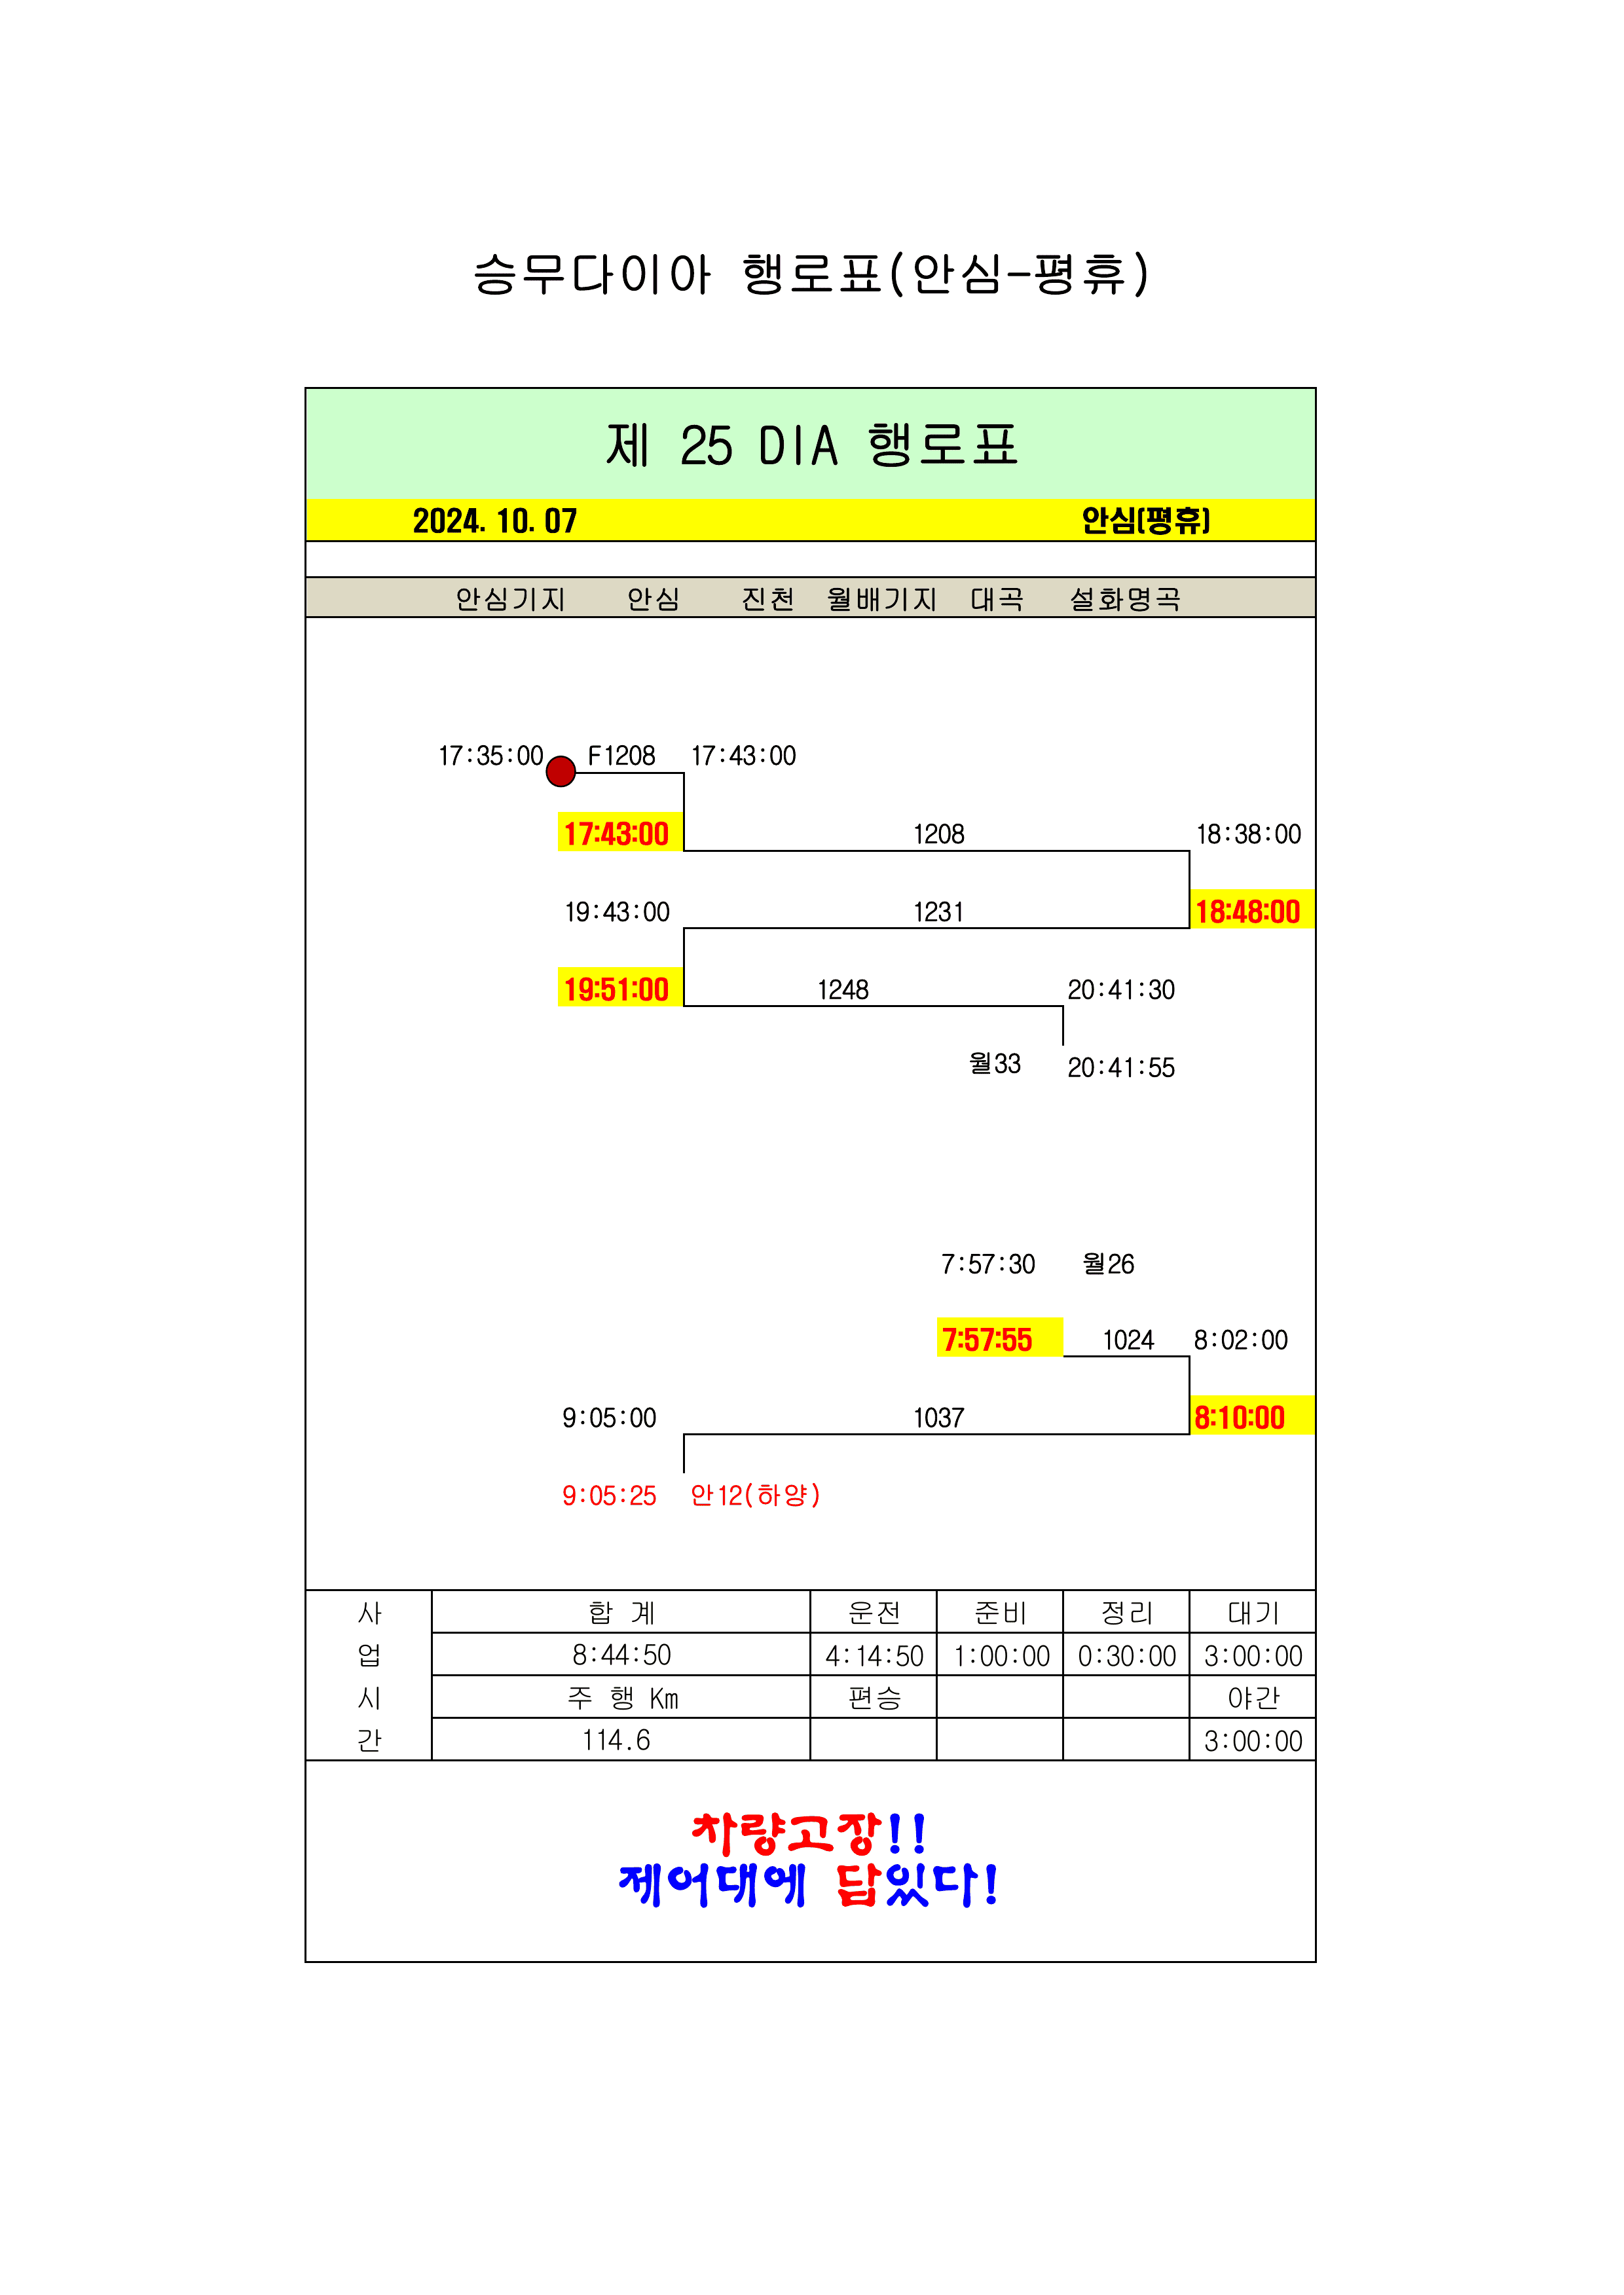 승무다이아 행로표(안심-평휴)
제 25 DIA 행로표
2024. 10. 07 안심(평휴)
안심기지 안심 진천 월배기지 대곡 설화명곡
17:35:00 F1208 17:43:00
17:43:00 1208 18:38:00
19:43:00 1231 18:48:00
19:51:00 1248 20:41:30
월33 20:41:55
7:57:30 월26
7:57:55 1024 8:02:00
9:05:00 1037 8:10:00
9:05:25 안12(하양)
사 합 계 운전 준비 정리 대기
업 8:44:50 4:14:50 1:00:00 0:30:00 3:00:00
시 주 행 Km 편승 야간
간 114.6 3:00:00
차량고장!!
제어대에 답있다!